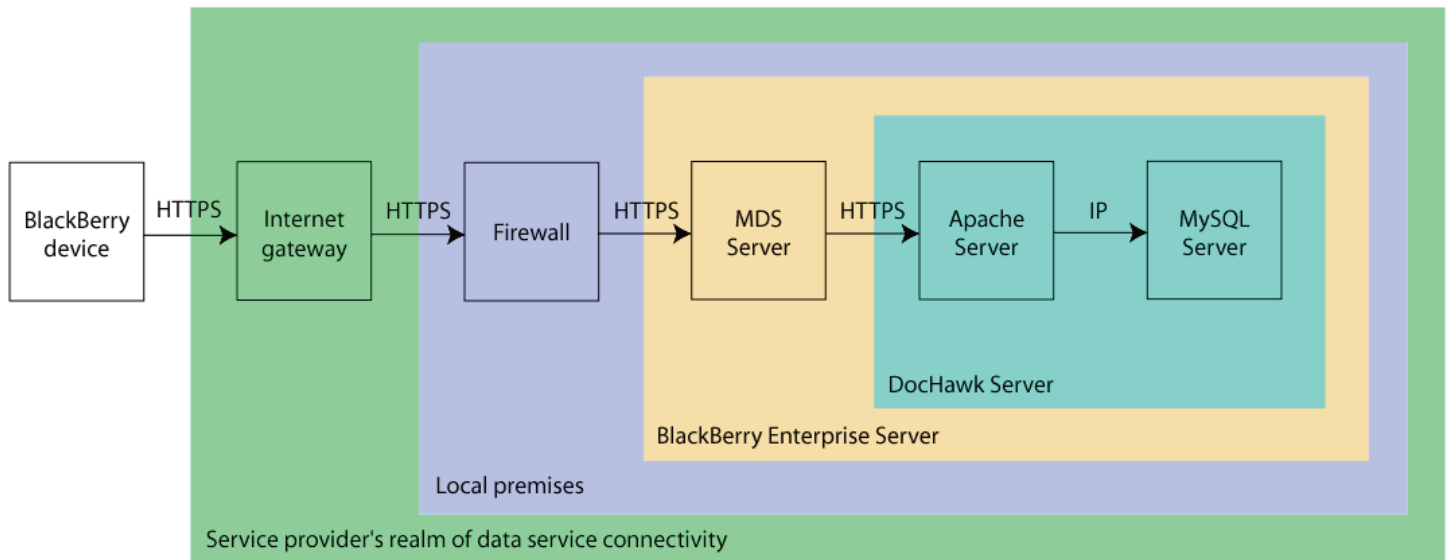 BlackBerry
device
HTTPS
Internet
gateway
HTTPS
Firewall
HTTPS
MDS
Server
HTTPS
Apache
Server
IP
MySQL
Server
DocHawk Server
BlackBerry Enterprise Server
Local premises
Service provider's realm of data service connectivity